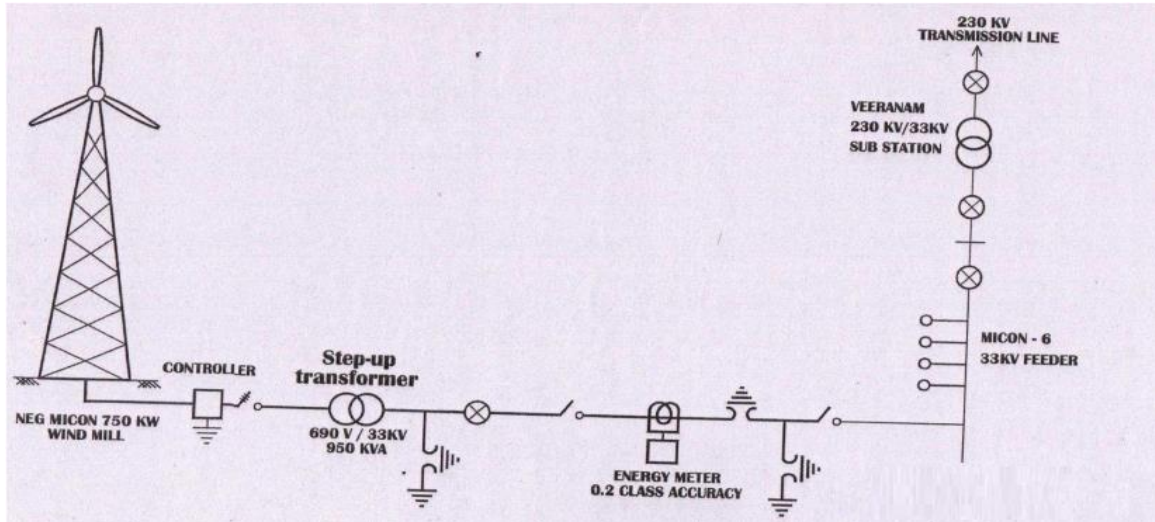 230 KV
TRANSMISSION LINE
VEERANAM
230 KV/33KV
SUB STATION
MICON - 6
33KV FEEDER
CONTROLLER
Step-up
transformer
690 V / 33KV
950 KVA
NEG MICON 750 KW
WIND MILL
ENERGY METER
0.2 CLASS ACCURACY